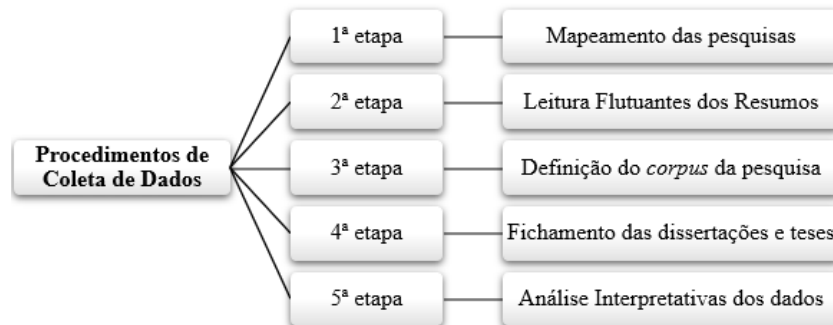 Procedimentos de
Coleta de Dados
1ª etapa
Mapeamento das pesquisas
2ª etapa
Leitura Flutuantes dos Resumos
3ª etapa
Definição do corpus da pesquisa
4ª etapa
Fichamento das dissertações e teses
5ª etapa
Análise Interpretativas dos dados